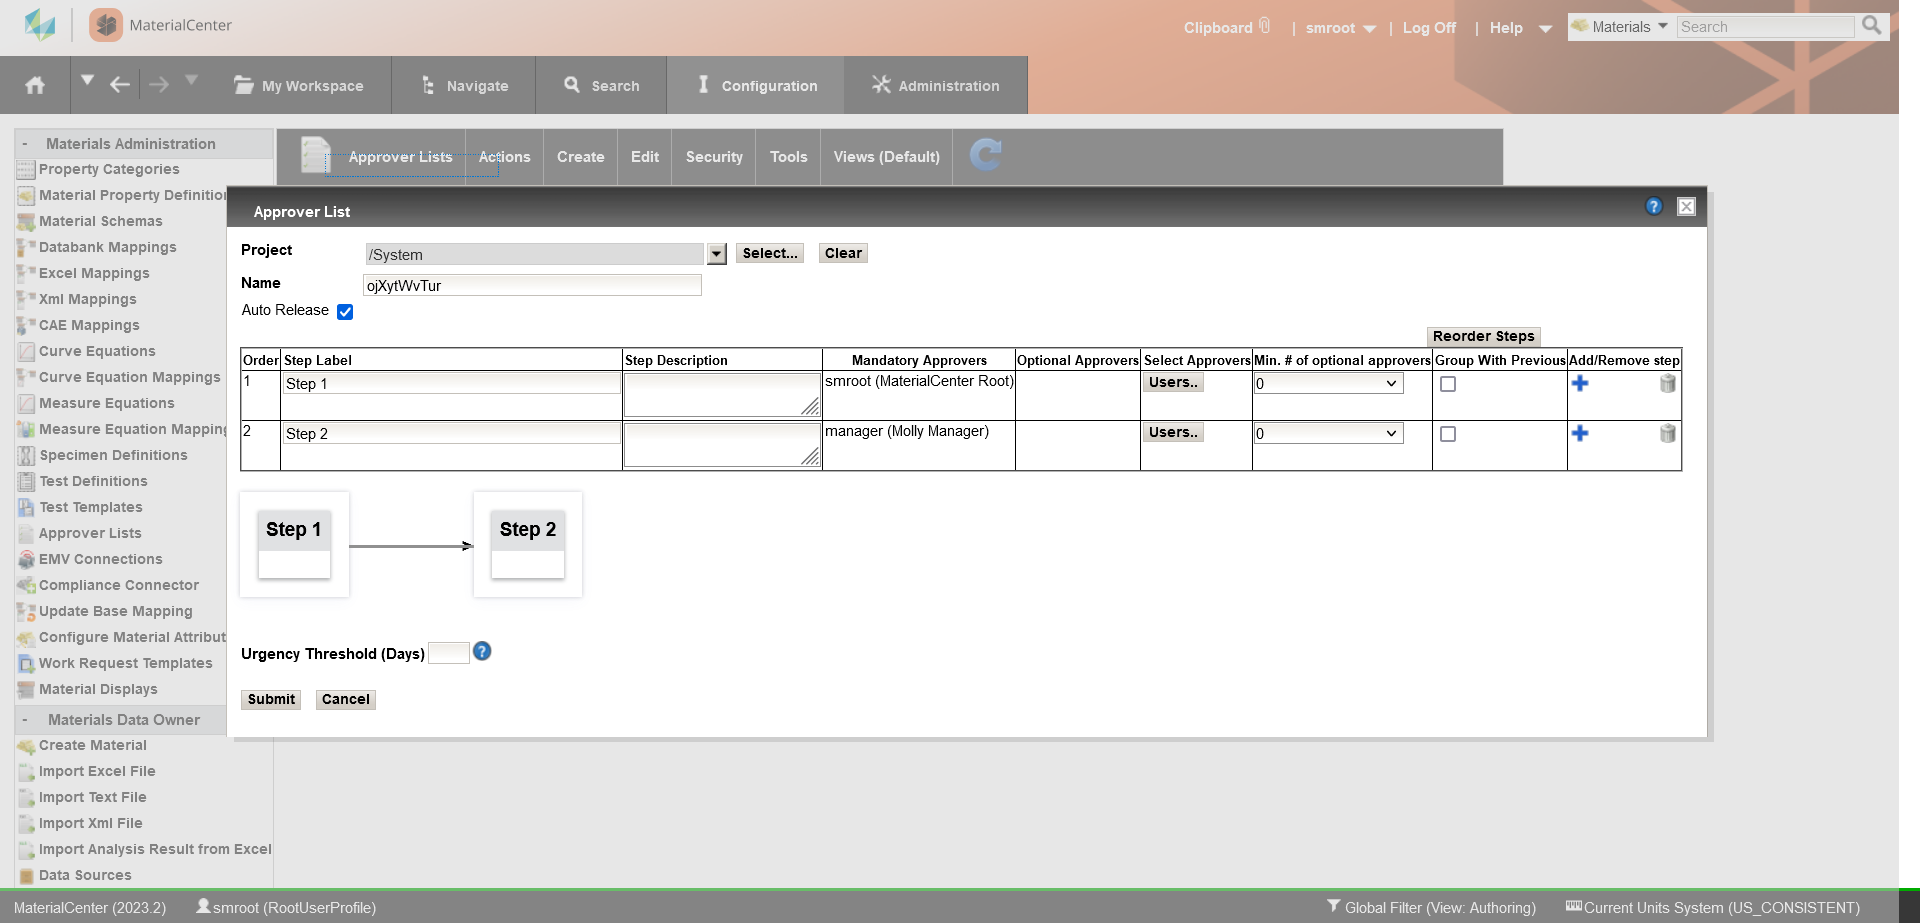 MaterialCenter
Clipboard | smroot | Log Off | Help Materials Search
My Workspace Navigate Search Configuration Administration
- Materials Administration
Property Categories
Material Property Definition
Material Schemas
Databank Mappings
Excel Mappings
Xml Mappings
CAE Mappings
Curve Equations
Curve Equation Mappings
Measure Equations
Measure Equation Mapping
Specimen Definitions
Test Definitions
Test Templates
Approver Lists
EMV Connections
Compliance Connector
Update Base Mapping
Configure Material Attribut
Work Request Templates
Material Displays
- Materials Data Owner
Create Material
Import Excel File
Import Text File
Import Xml File
Import Analysis Result from Excel
Data Sources
Approver Lists Actions Create Edit Security Tools Views (Default)
Approver List ?
Project /System Select... Clear
Name ojXytWvTur
Auto Release
Reorder Steps
Order Step Label Step Description Mandatory Approvers Optional Approvers Select Approvers Min. # of optional approvers Group With Previous Add/Remove step
1 Step 1 smroot (MaterialCenter Root) Users.. 0
2 Step 2 manager (Molly Manager) Users.. 0
Step 1 Step 2
Urgency Threshold (Days) ?
Submit Cancel
MaterialCenter (2023.2) smroot (RootUserProfile) Global Filter (View: Authoring) Current Units System (US_CONSISTENT)